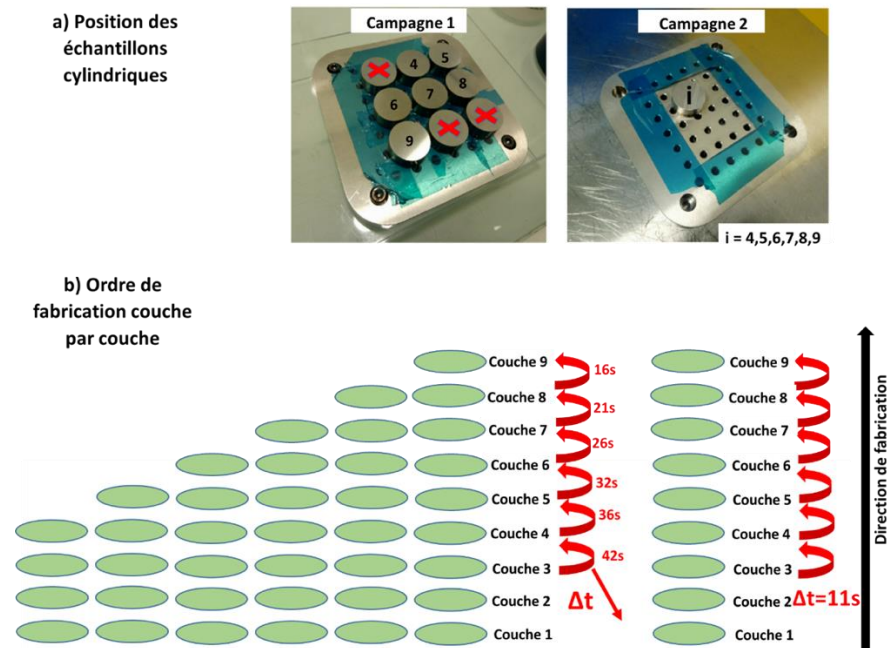 a) Position des
échantillons
cylindriques
Campagne 1
4
5
6
7
8
9
Campagne 2
i
i = 4,5,6,7,8,9
b) Ordre de
fabrication couche
par couche
Couche 9
16s
Couche 8
21s
Couche 7
26s
Couche 6
32s
Couche 5
36s
Couche 4
42s
Couche 3
Δt
Couche 2
Couche 1
Couche 9
Couche 8
Couche 7
Couche 6
Couche 5
Couche 4
Couche 3
Couche 2
Δt=11s
Couche 1
Direction de fabrication